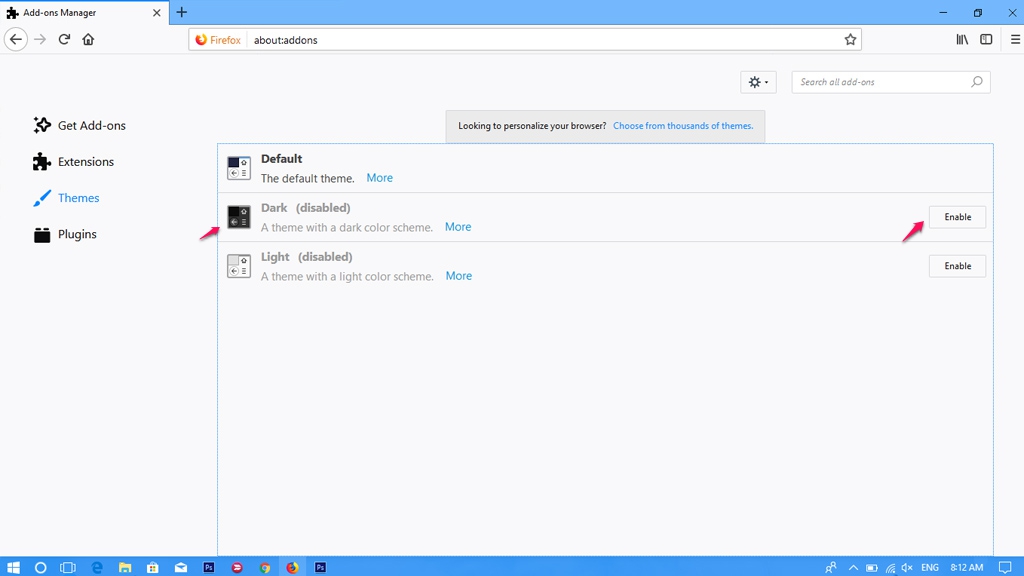 Add-ons Manager
Firefox about:addons
Search all add-ons
Get Add-ons
Extensions
Themes
Plugins
Looking to personalize your browser? Choose from thousands of themes.
Default
The default theme. More
Dark (disabled)
A theme with a dark color scheme. More
Enable
Light (disabled)
A theme with a light color scheme. More
Enable
Ps
Ps
ENG 8:12 AM